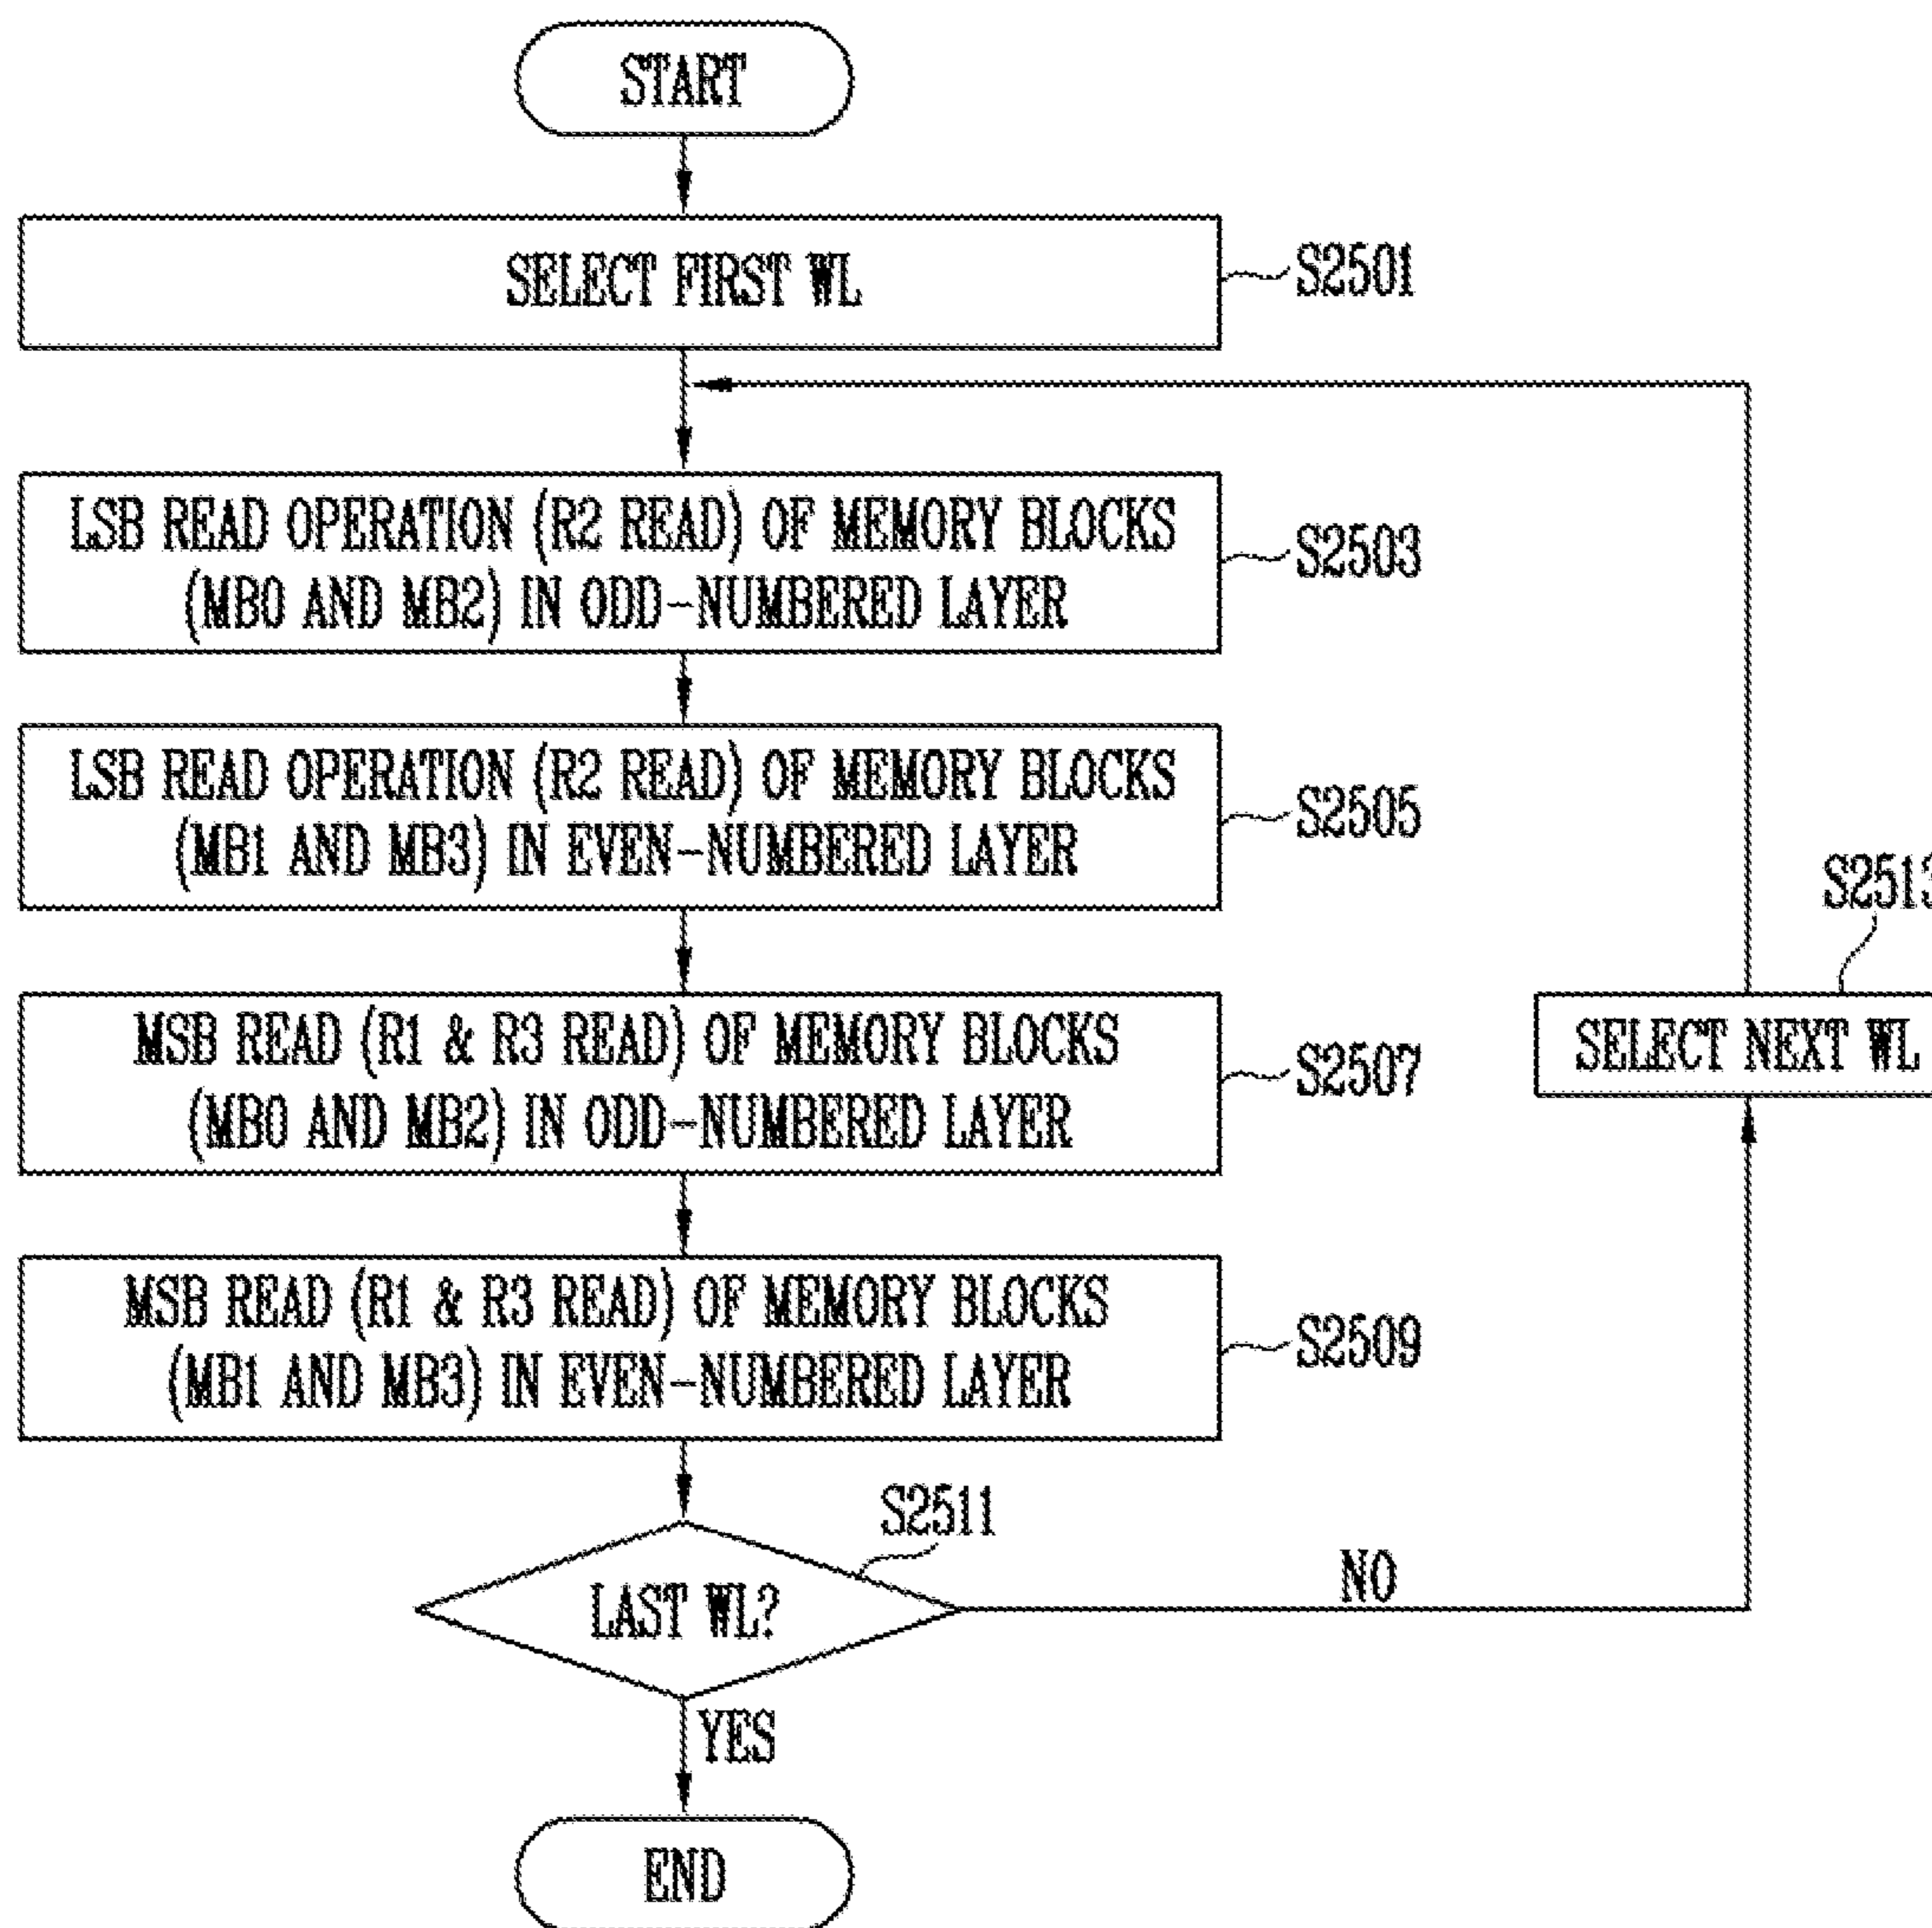 START
SELECT FIRST WL
S2501
LSB READ OPERATION (R2 READ) OF MEMORY BLOCKS
(MB0 AND MB2) IN ODD-NUMBERED LAYER
S2503
LSB READ OPERATION (R2 READ) OF MEMORY BLOCKS
(MB1 AND MB3) IN EVEN-NUMBERED LAYER
S2505
S2513
MSB READ (R1 & R3 READ) OF MEMORY BLOCKS
(MB0 AND MB2) IN ODD-NUMBERED LAYER
S2507
SELECT NEXT WL
MSB READ (R1 & R3 READ) OF MEMORY BLOCKS
(MB1 AND MB3) IN EVEN-NUMBERED LAYER
S2509
S2511
LAST WL?
NO
YES
END